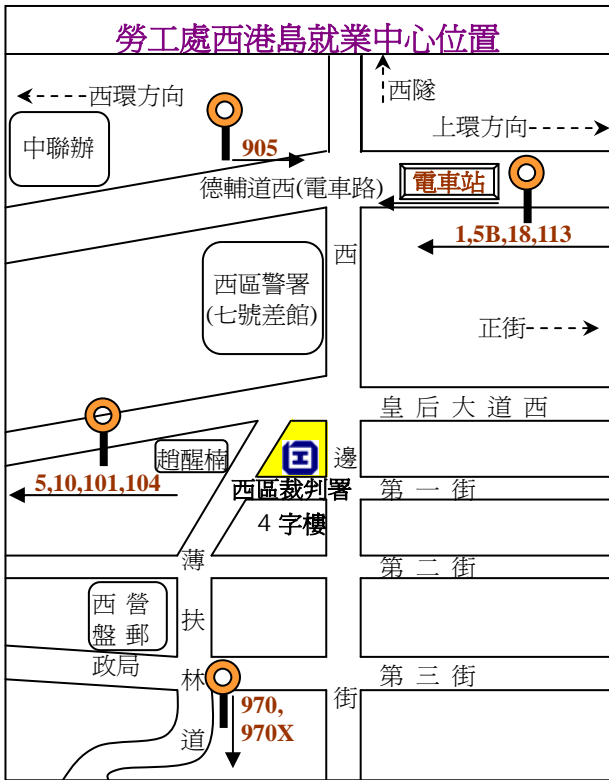 勞工處西港島就業中心位置
西環方向
西隧
上環方向
中聯辦
905
德輔道西(電車路)
電車站
1,5B,18,113
西區警署
(七號差館)
正街
皇后大道西
趙醒楠
5,10,101,104
西區裁判署
4字樓
第一街
第二街
西營
盤郵
政局
第三街
970,
970X
西邊街
薄扶林道